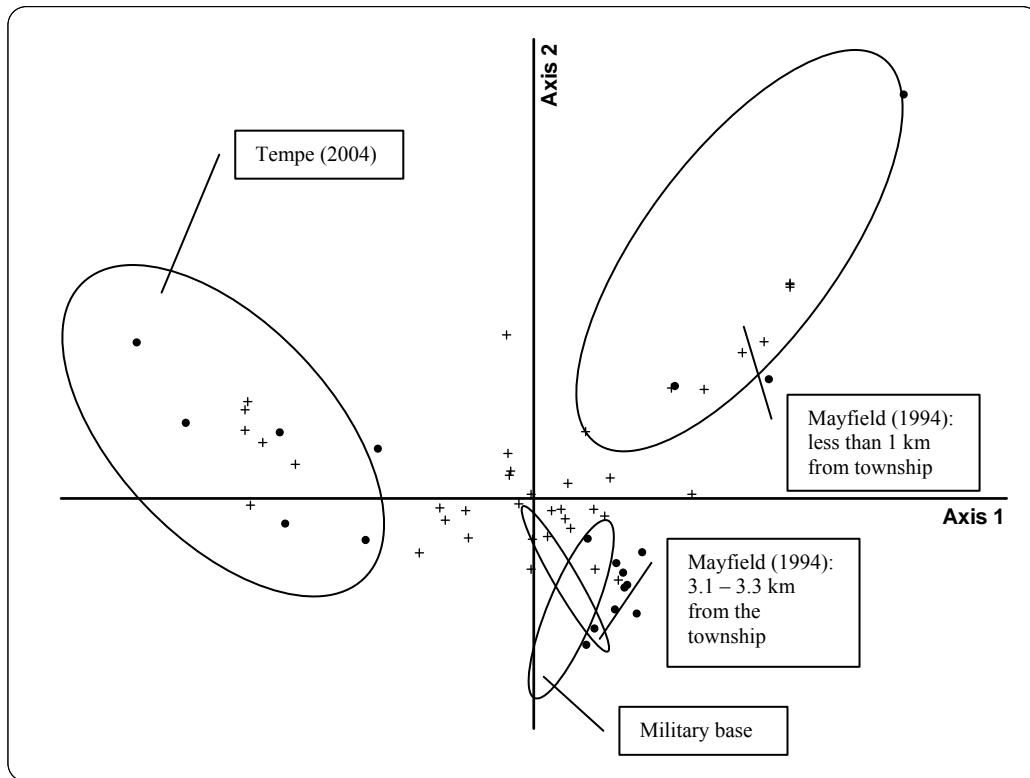 Axis 2
Tempe (2004)
Mayfield (1994):
less than 1 km
from township
Axis 1
Mayfield (1994):
3.1 – 3.3 km
from the
township
Military base